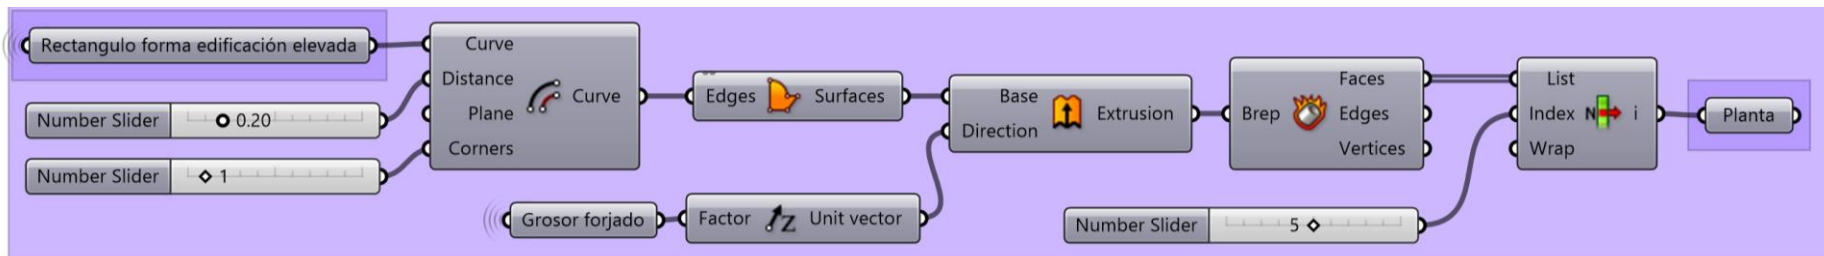 Rectangulo forma edificación elevada
Number Slider 0.20
Number Slider 1
Curve
Distance
Plane
Corners
Curve
Edges Surfaces
Grosor forjado
Factor Z Unit vector
Base
Direction
Extrusion
Brep
Faces
Edges
Vertices
Number Slider 5
List
Index
Wrap
N i
Planta